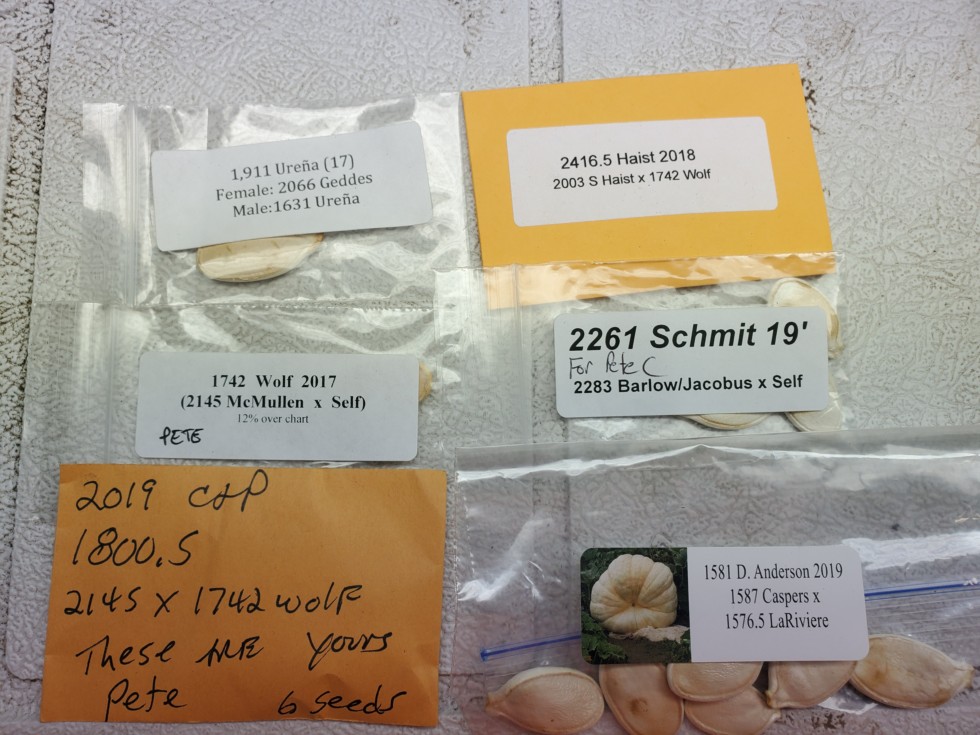 1,911 Ureña (17)
Female: 2066 Geddes
Male:1631 Ureña
2416.5 Haist 2018
2003 S Haist x 1742 Wolf
1742 Wolf 2017
(2145 McMullen x Self)
12% over chart
PETE
2261 Schmit 19'
For Pete C
2283 Barlow/Jacobus x Self
2019
1800.5
2145 X 1742 wolf
These ARE yours
Pete 6 seeds
1581 D. Anderson 2019
1587 Caspers x
1576.5 LaRiviere